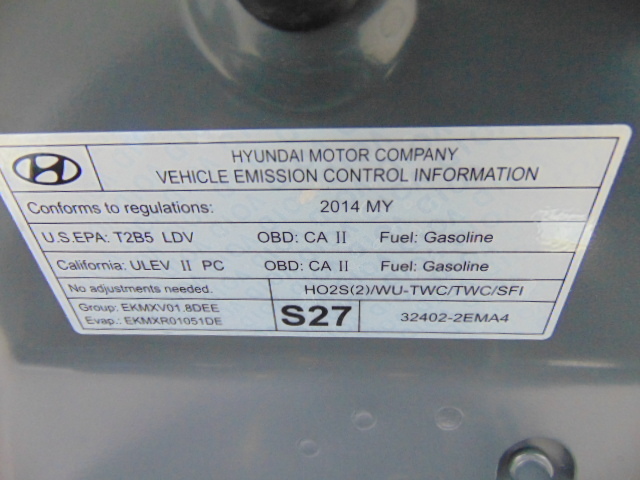 HYUNDAI MOTOR COMPANY
VEHICLE EMISSION CONTROL INFORMATION
Conforms to regulations: 2014 MY
U.S.EPA: T2B5 LDV OBD: CA II Fuel: Gasoline
California: ULEV II PC OBD: CA II Fuel: Gasoline
No adjustments needed. HO2S(2)/WU-TWC/TWC/SFI
Group: EKMXV01.8DEE
Evap.: EKMXR01051DE
S27 32402-2EMA4